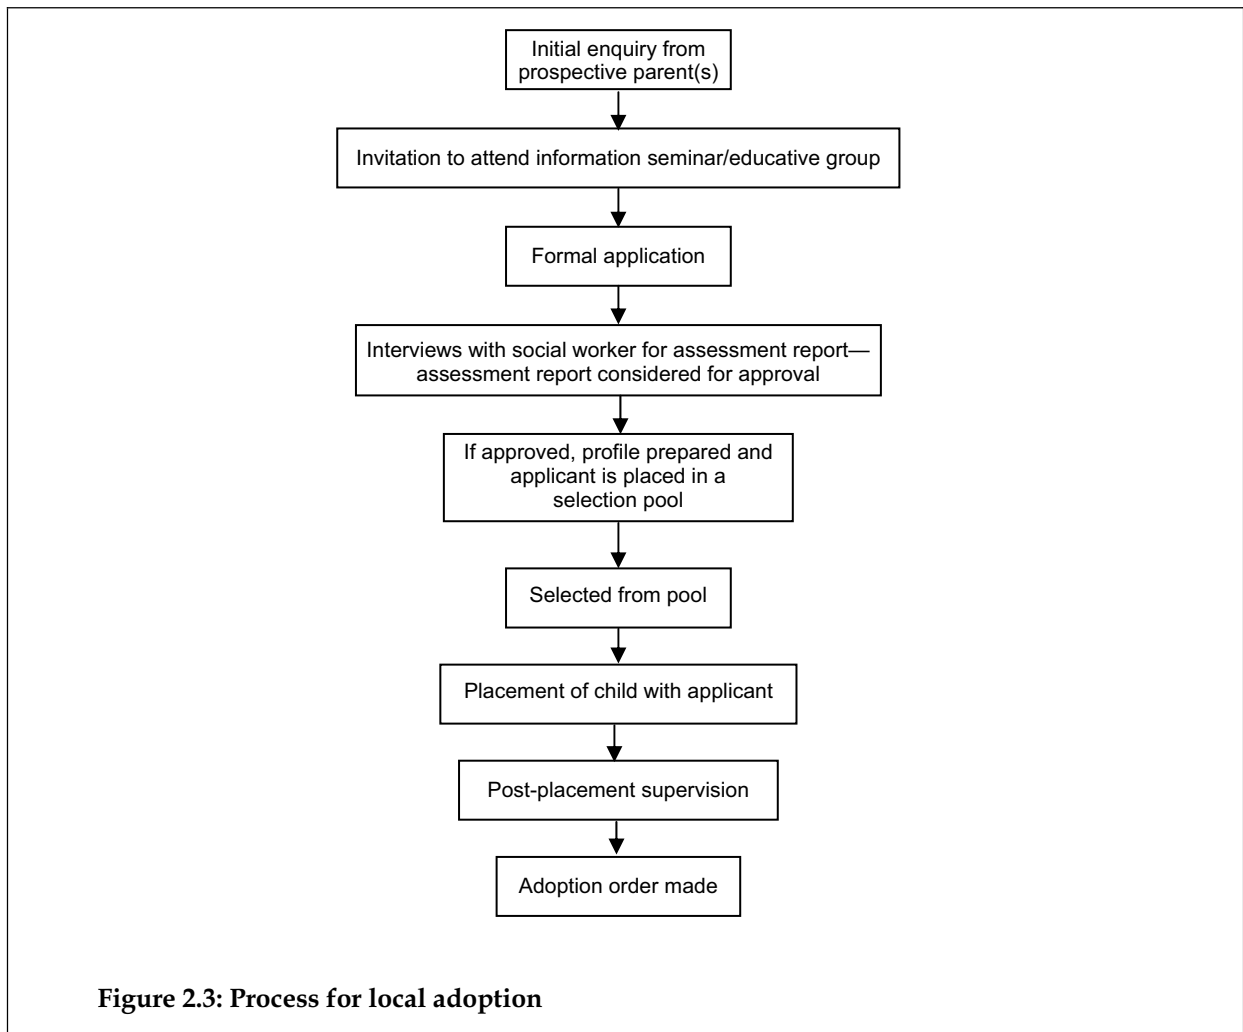 Initial enquiry from
prospective parent(s)
Invitation to attend information seminar/educative group
Formal application
Interviews with social worker for assessment report—
assessment report considered for approval
If approved, profile prepared and
applicant is placed in a
selection pool
Selected from pool
Placement of child with applicant
Post-placement supervision
Adoption order made
Figure 2.3: Process for local adoption